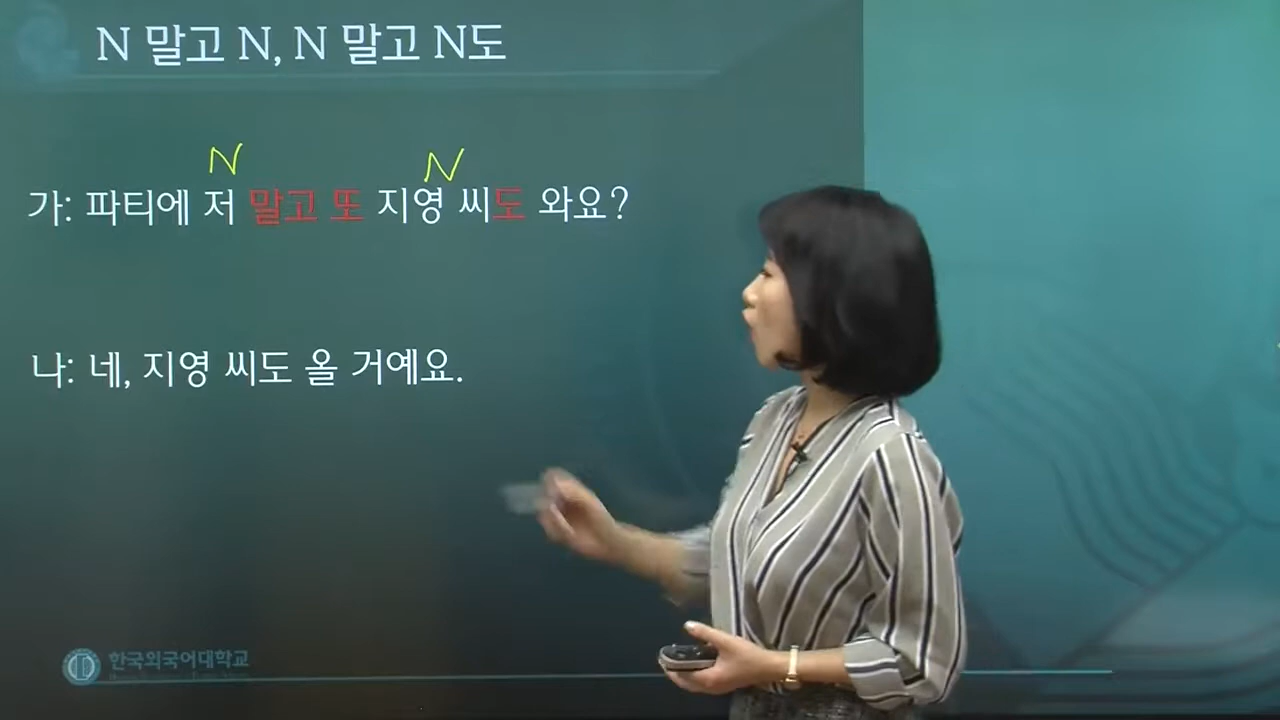 N 말고 N, N 말고 N도
N N
가: 파티에 저 말고 또 지영 씨도 와요?
나: 네, 지영 씨도 올 거예요.
한국외국어대학교